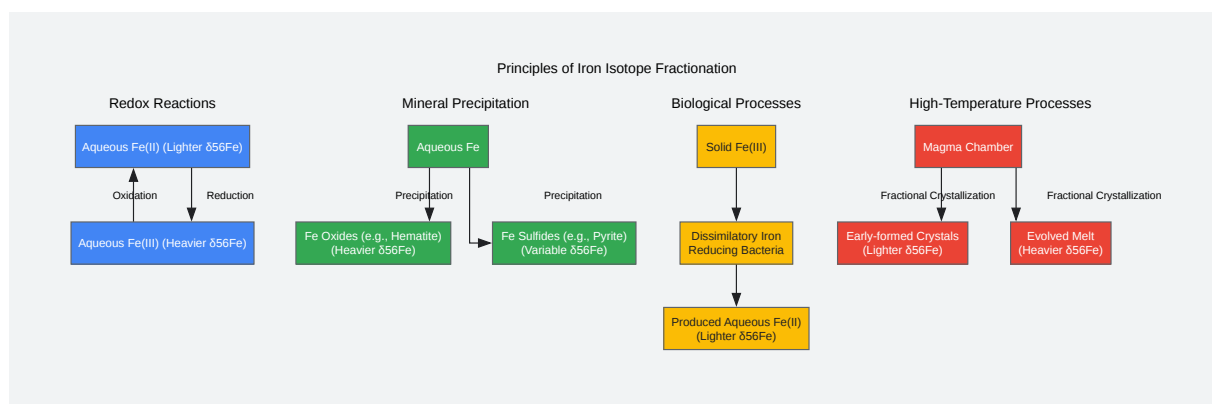 Principles of Iron Isotope Fractionation
Redox Reactions
Aqueous Fe(II) (Lighter δ56Fe)
Oxidation
Reduction
Aqueous Fe(III) (Heavier δ56Fe)
Mineral Precipitation
Aqueous Fe
Precipitation
Precipitation
Fe Oxides (e.g., Hematite)
(Heavier δ56Fe)
Fe Sulfides (e.g., Pyrite)
(Variable δ56Fe)
Biological Processes
Solid Fe(III)
Dissimilatory Iron
Reducing Bacteria
Produced Aqueous Fe(II)
(Lighter δ56Fe)
High-Temperature Processes
Magma Chamber
Fractional Crystallization
Fractional Crystallization
Early-formed Crystals
(Lighter δ56Fe)
Evolved Melt
(Heavier δ56Fe)